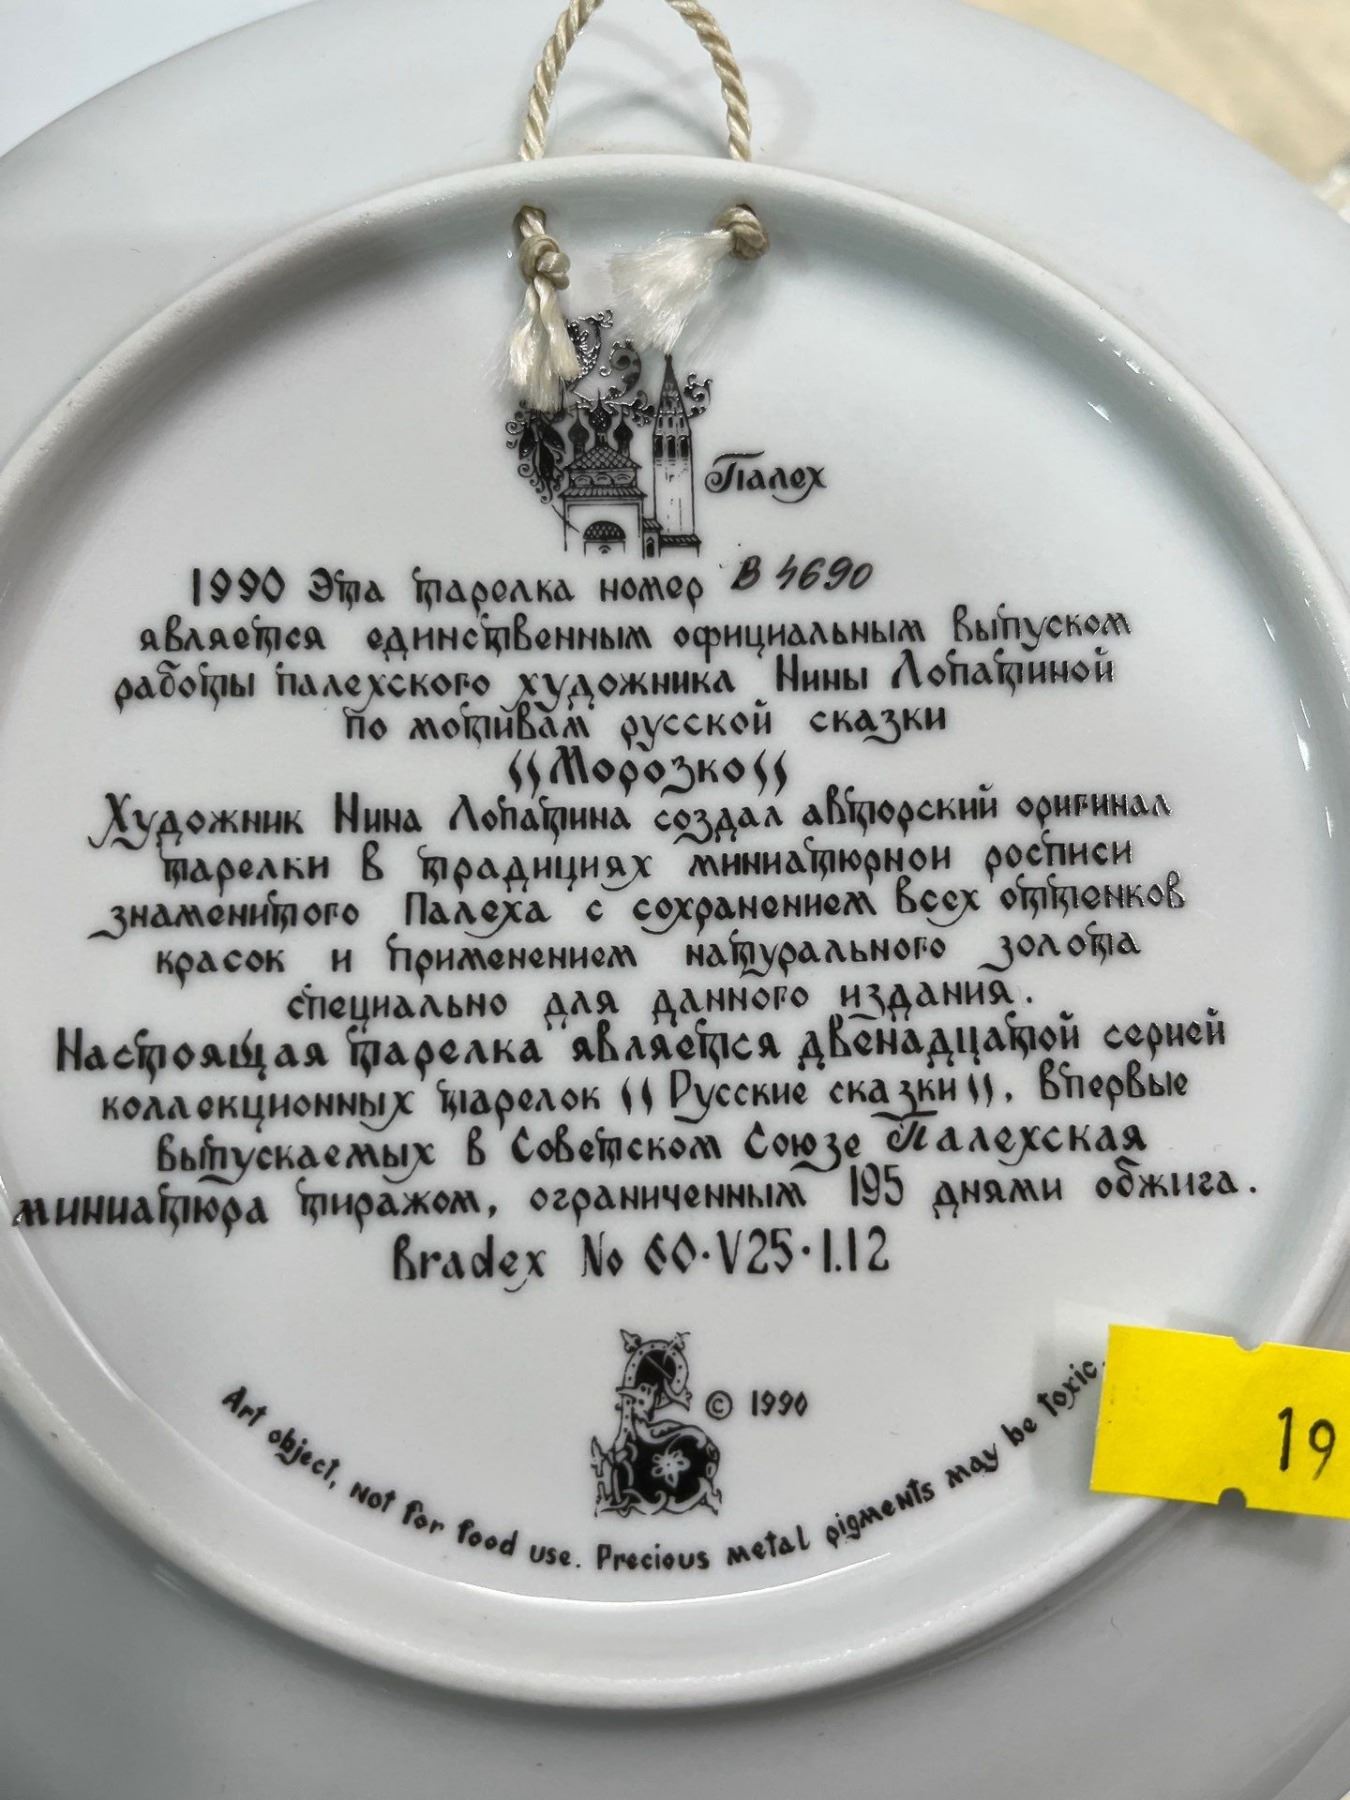 Палех
1990 Эта тарелка номер В 4690
является единственным официальным выпуском
работы палехского художника Нины Лопатиной
по мотивам русской сказки
"Морозко"
Художник Нина Лопатина создал авторский оригинал
тарелки в традициях миниатюрной росписи
знаменитого Палеха с сохранением всех оттенков
красок и применением натурального золота
специально для данного издания.
Настоящая тарелка является двенадцатой серией
коллекционных тарелок "Русские сказки", впервые
выпускаемых в Советском Союзе Палехская
миниатюра тиражом, ограниченным 195 днями обжига.
Bradex No 60·V25·1.12
© 1990
Art object, not for food use. Precious metal pigments may be toxic.
19